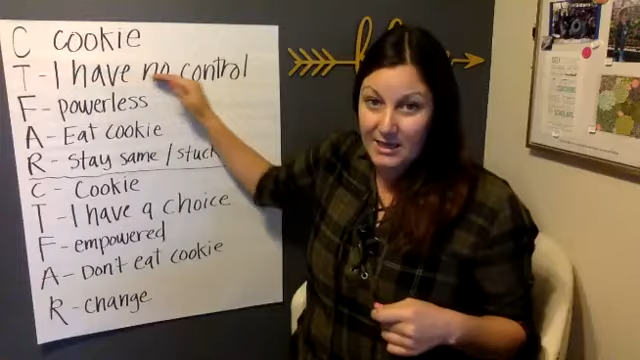 C cookie
T - I have no control
F - powerless
A - Eat cookie
R - Stay same / stuck
C - Cookie
T - I have a choice
F - empowered
A - Don't eat cookie
R - change